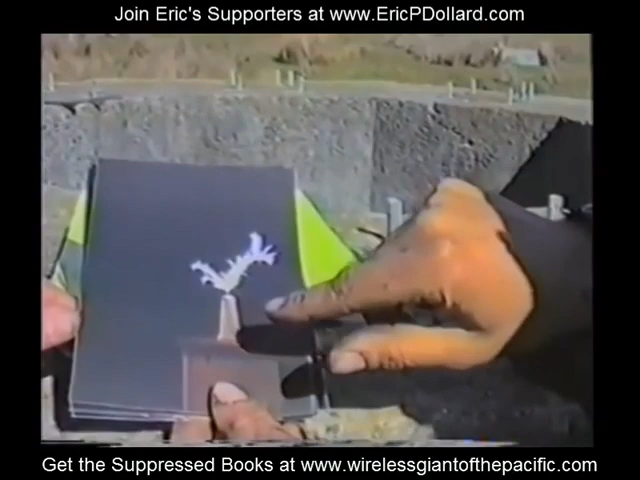 Join Eric's Supporters at www.EricPDollard.com
Get the Suppressed Books at www.wirelessgiantofthepacific.com